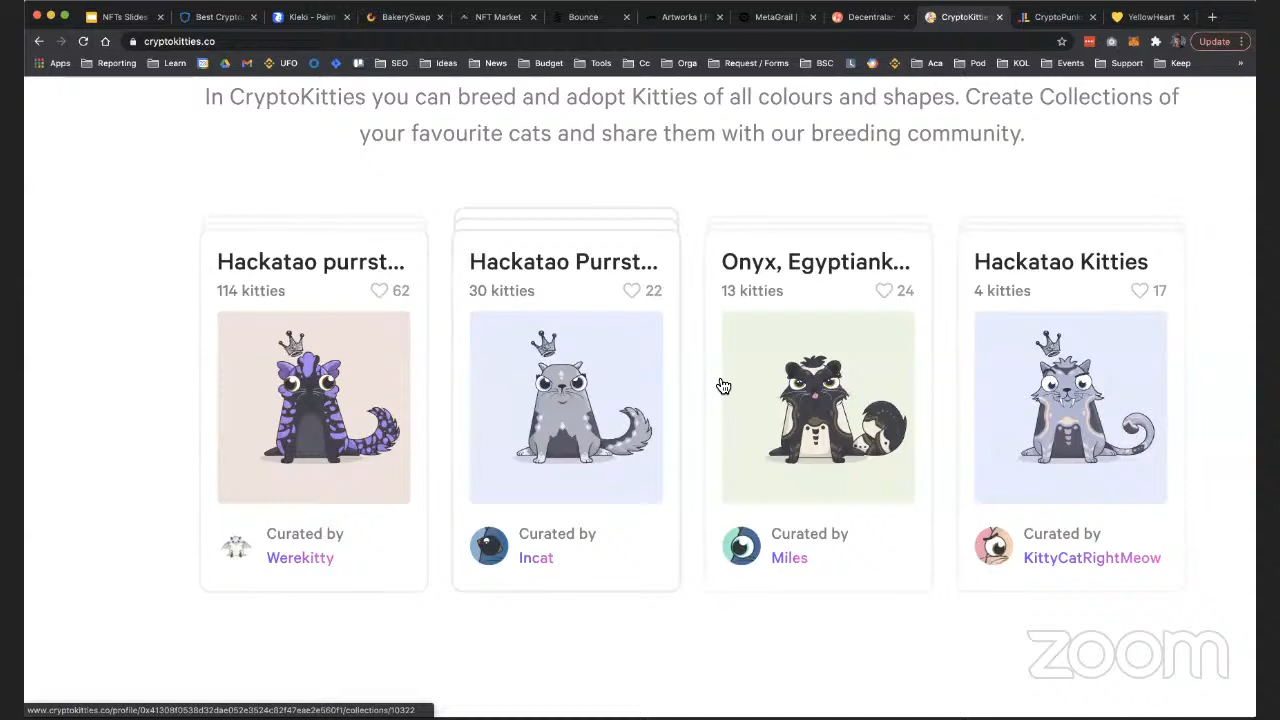 NFTs Slides
Best Crypto
Kleki - Pain
BakerySwap
NFT Market
Bounce
Artworks |
MetaGrail
Decentralan
CryptoKittie
CryptoPunk
YellowHeart
cryptokitties.co
Update
Apps
Reporting
Learn
UFO
SEO
Ideas
News
Budget
Tools
Cc
Orga
Request / Forms
BSC
Aca
Pod
KOL
Events
Support
Keep
»
In CryptoKitties you can breed and adopt Kitties of all colours and shapes. Create Collections of
your favourite cats and share them with our breeding community.
Hackatao purrst...
114 kitties
62
Curated by
Werekitty
Hackatao Purrst...
30 kitties
22
Curated by
Incat
Onyx, Egyptiank...
13 kitties
24
Curated by
Miles
Hackatao Kitties
4 kitties
17
Curated by
KittyCatRightMeow
zoom
www.cryptokitties.co/profile/0x41308f0538d32dae052e3524c82f47eae2e560f1/collections/10322